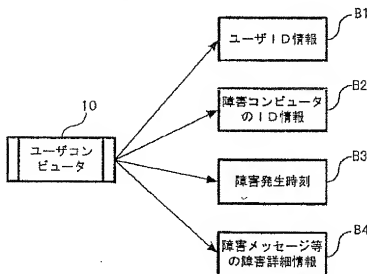 10
ユーザコン
ピュータ
B1
ユーザID情報
B2
障害コンピュータ
のID情報
B3
障害発生時刻
B4
障害メッセージ等
の障害詳細情報